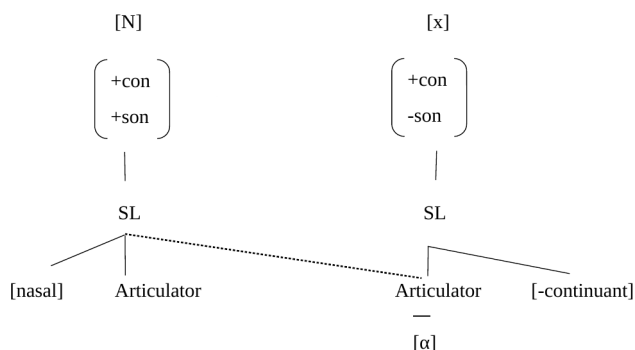 [N] [x]
+con +con
+son -son
SL SL
[nasal] Articulator Articulator [-continuant]
[α]